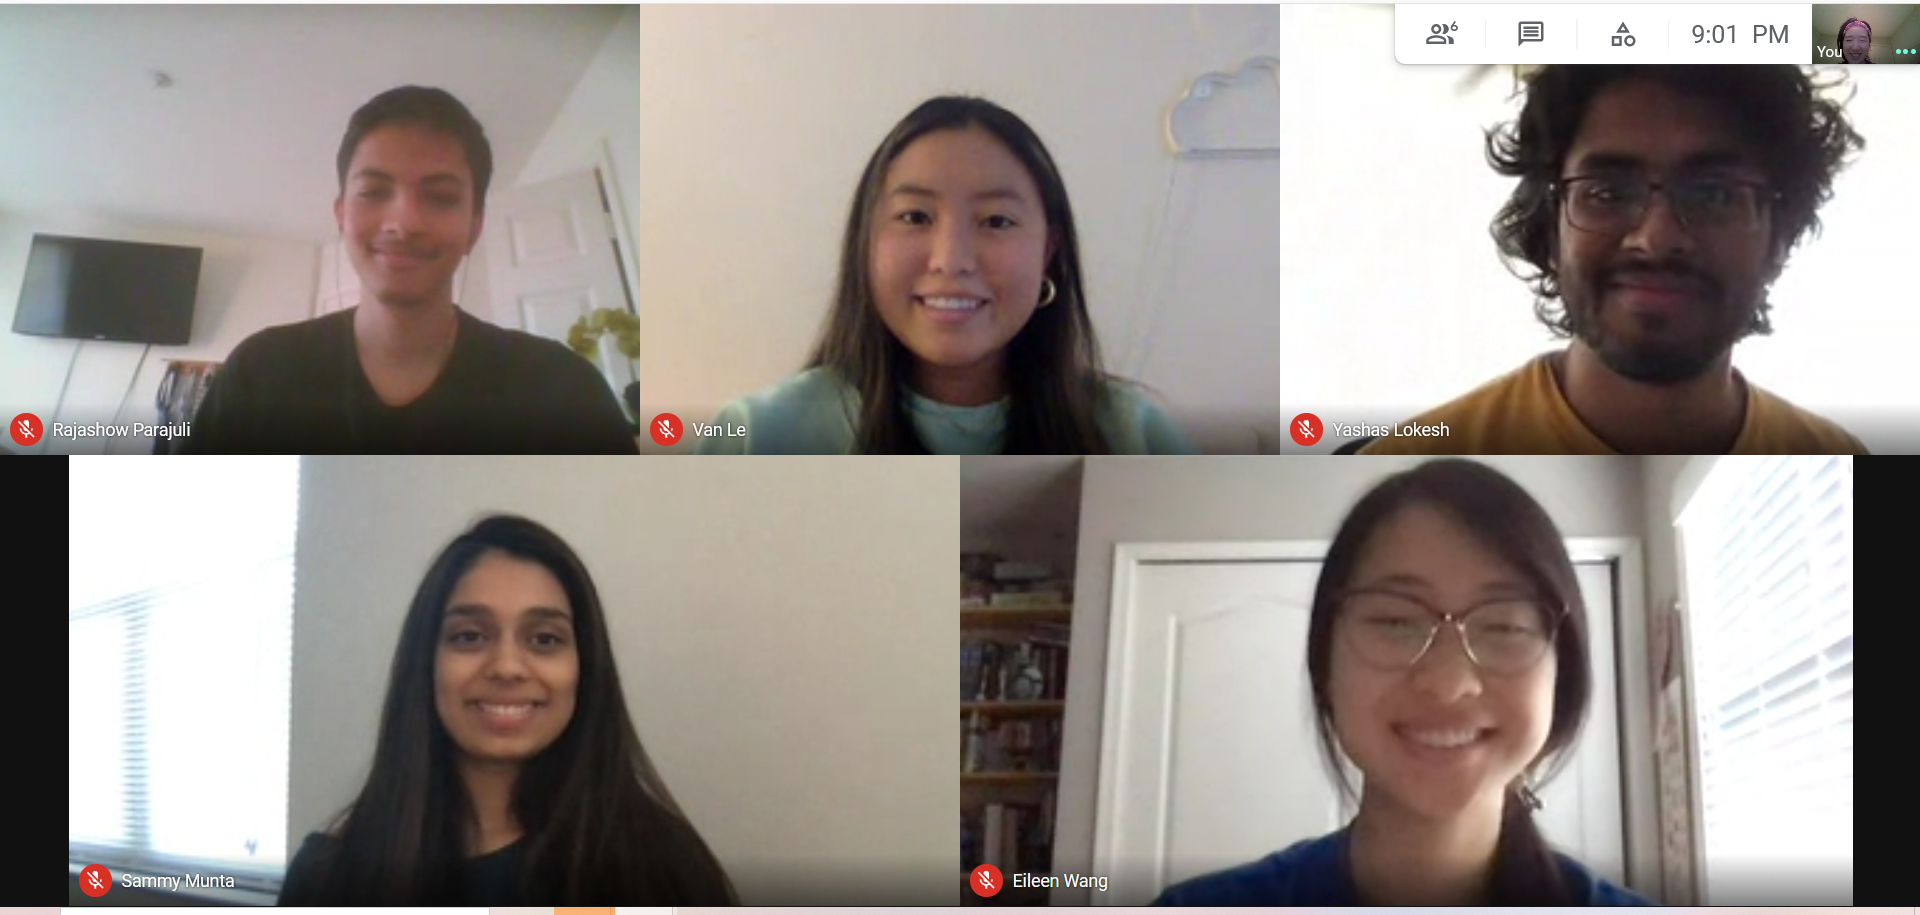 6
9:01 PM
You
Rajashow Parajuli
Van Le
Yashas Lokesh
Sammy Munta
Eileen Wang